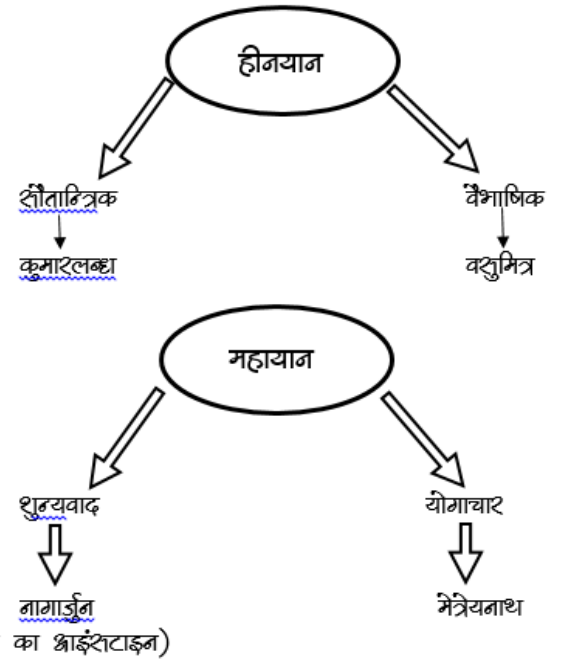 हीनयान
सौतान्त्रिक वैभाषिक
कुमारलब्धा वसुमित्र
महायान
शुन्यवाद योगाचार
नागार्जुन मेत्रेयनाथ
का आइंसटाइन)